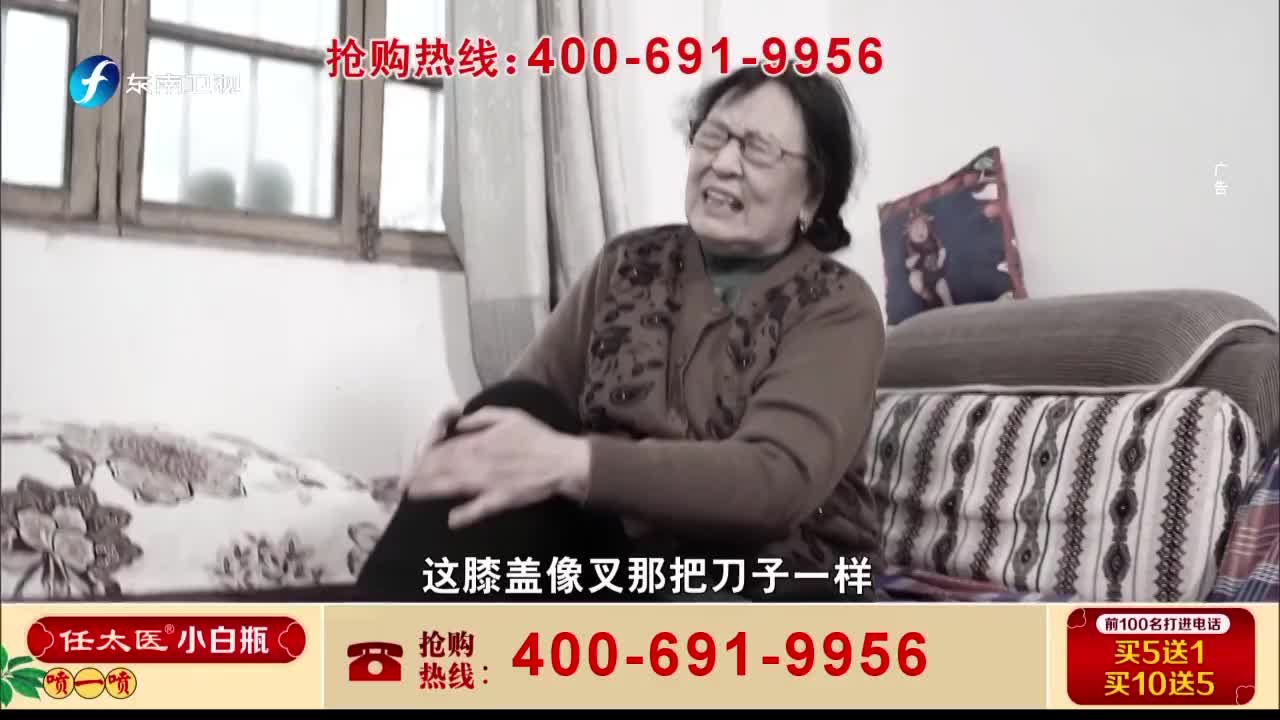 抢购热线:400-691-9956
东南卫视
广告
这膝盖像叉那把刀子一样
任太医®小白瓶
喷一喷
抢购
热线:
400-691-9956
前100名打进电话
买5送1
买10送5